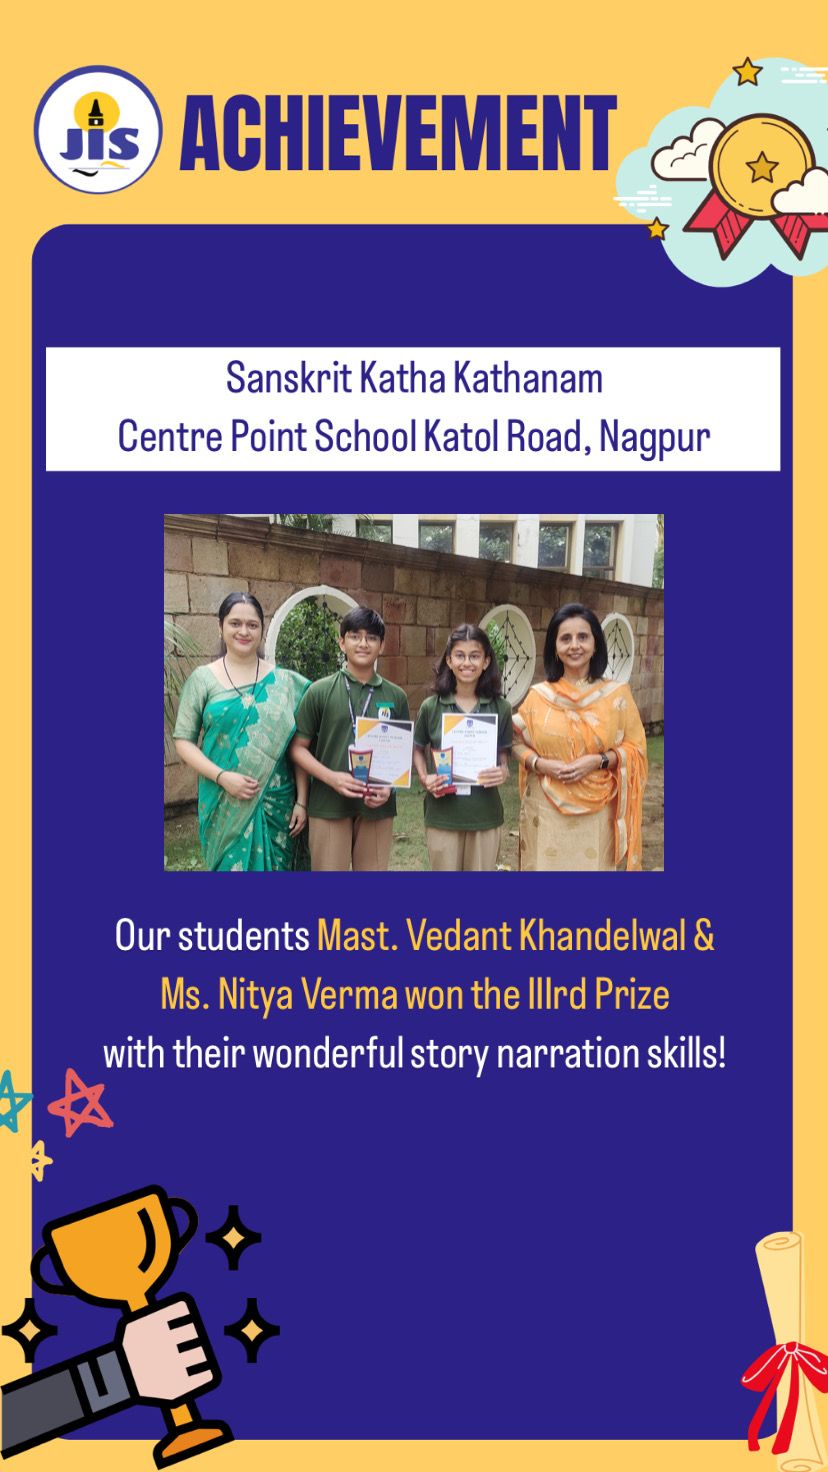 JIS
ACHIEVEMENT
Sanskrit Katha Kathanam
Centre Point School Katol Road, Nagpur
Our students Mast. Vedant Khandelwal &
Ms. Nitya Verma won the IIIrd Prize
with their wonderful story narration skills!